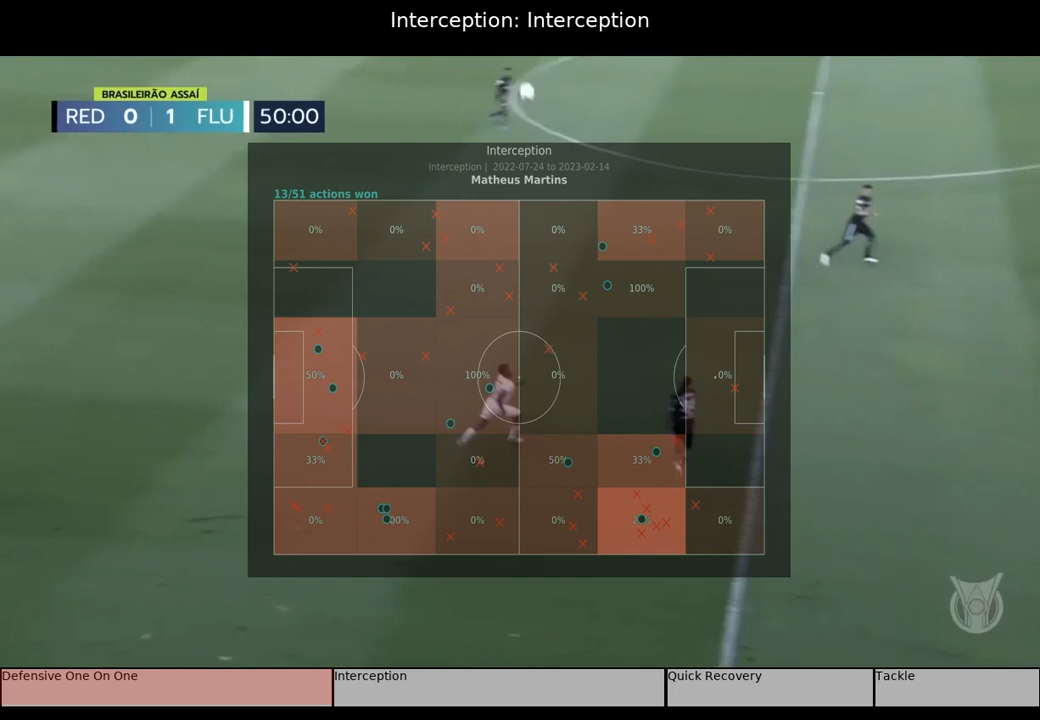 Interception: Interception
BRASILEIRÃO ASSAÍ
RED 0 1 FLU 50:00
Interception
Interception | 2022-07-24 to 2023-02-14
Matheus Martins
13/51 actions won
0% 0% 0% 0% 33% 0%
0% 0% 100%
50% 0% 100% 0% 0%
33% 0% 50% 33%
0% 0% 0% 0%
Defensive One On One Interception Quick Recovery Tackle